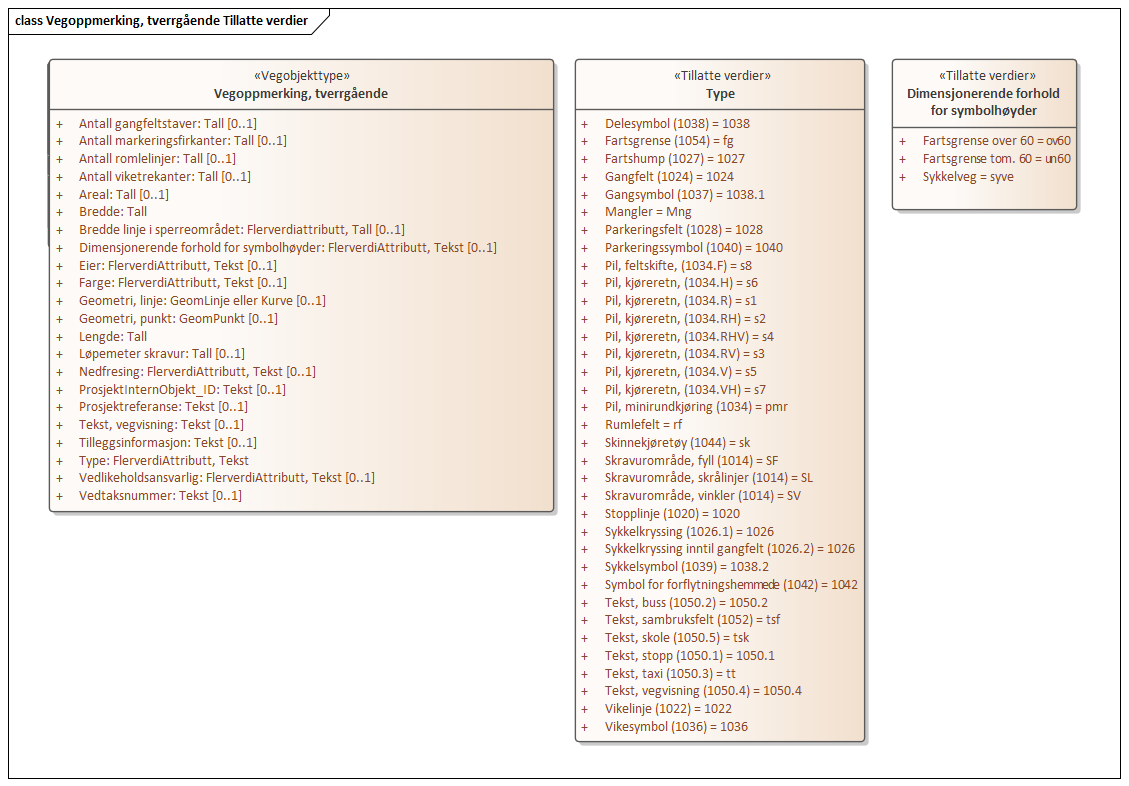 class Vegoppmerking, tverrgående Tillatte verdier
«Vegobjekttype»
Vegoppmerking, tverrgående
+ Antall gangfeltstaver: Tall [0..1]
+ Antall markeringsfirkanter: Tall [0..1]
+ Antall romlelinjer: Tall [0..1]
+ Antall viketrekanter: Tall [0..1]
+ Areal: Tall [0..1]
+ Bredde: Tall
+ Bredde linje i sperreområdet: Flerverdiattributt, Tall [0..1]
+ Dimensjonerende forhold for symbolhøyder: FlerverdiAttributt, Tekst [0..1]
+ Eier: FlerverdiAttributt, Tekst [0..1]
+ Farge: FlerverdiAttributt, Tekst [0..1]
+ Geometri, linje: GeomLinje eller Kurve [0..1]
+ Geometri, punkt: GeomPunkt [0..1]
+ Lengde: Tall
+ Løpemeter skravur: Tall [0..1]
+ Nedfresing: FlerverdiAttributt, Tekst [0..1]
+ ProsjektInternObjekt_ID: Tekst [0..1]
+ Prosjektreferanse: Tekst [0..1]
+ Tekst, vegvisning: Tekst [0..1]
+ Tilleggsinformasjon: Tekst [0..1]
+ Type: FlerverdiAttributt, Tekst
+ Vedlikeholdsansvarlig: FlerverdiAttributt, Tekst [0..1]
+ Vedtaksnummer: Tekst [0..1]
«Tillatte verdier»
Type
+ Delesymbol (1038) = 1038
+ Fartsgrense (1054) = fg
+ Fartshump (1027) = 1027
+ Gangfelt (1024) = 1024
+ Gangsymbol (1037) = 1038.1
+ Mangler = Mng
+ Parkeringsfelt (1028) = 1028
+ Parkeringssymbol (1040) = 1040
+ Pil, feltskifte, (1034.F) = s8
+ Pil, kjøreretn, (1034.H) = s6
+ Pil, kjøreretn, (1034.R) = s1
+ Pil, kjøreretn, (1034.RH) = s2
+ Pil, kjøreretn, (1034.RHV) = s4
+ Pil, kjøreretn, (1034.RV) = s3
+ Pil, kjøreretn, (1034.V) = s5
+ Pil, kjøreretn, (1034.VH) = s7
+ Pil, minirundkjøring (1034) = pmr
+ Rumlefelt = rf
+ Skinnekjøretøy (1044) = sk
+ Skravurområde, fyll (1014) = SF
+ Skravurområde, skrålinjer (1014) = SL
+ Skravurområde, vinkler (1014) = SV
+ Stopplinje (1020) = 1020
+ Sykkelkryssing (1026.1) = 1026
+ Sykkelkryssing inntil gangfelt (1026.2) = 1026
+ Sykkelsymbol (1039) = 1038.2
+ Symbol for forflytningshemmede (1042) = 1042
+ Tekst, buss (1050.2) = 1050.2
+ Tekst, sambruksfelt (1052) = tsf
+ Tekst, skole (1050.5) = tsk
+ Tekst, stopp (1050.1) = 1050.1
+ Tekst, taxi (1050.3) = tt
+ Tekst, vegvisning (1050.4) = 1050.4
+ Vikelinje (1022) = 1022
+ Vikesymbol (1036) = 1036
«Tillatte verdier»
Dimensjonerende forhold
for symbolhøyder
+ Fartsgrense over 60 = ov60
+ Fartsgrense tom. 60 = un60
+ Sykkelveg = syve